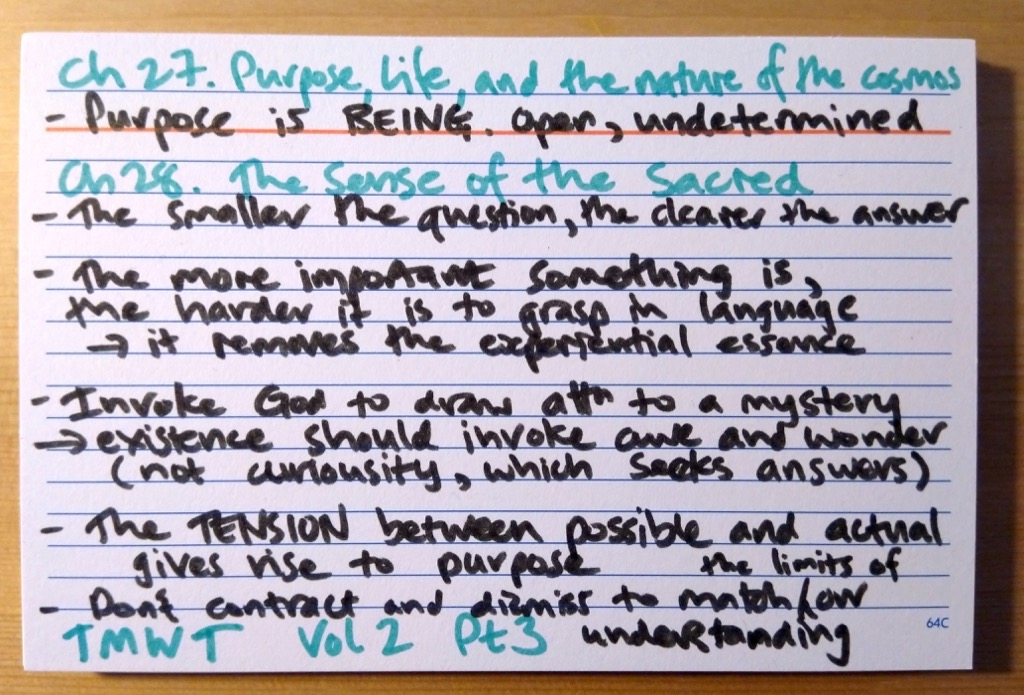 Ch 27. Purpose, Life, and the nature of the cosmos
- Purpose is BEING. open, undetermined
Ch 28. The Sense of the Sacred
- The smaller the question, the clearer the answer
- The more important something is,
the harder it is to grasp in language
→ it removes the experiential essence
- Invoke God to draw attn to a mystery
→ existence should invoke awe and wonder
(not curiousity, which seeks answers)
- The TENSION between possible and actual
gives rise to purpose
- Don't contract and dismiss to match the limits of our
understanding
TMWT Vol 2 Pt 3
64C